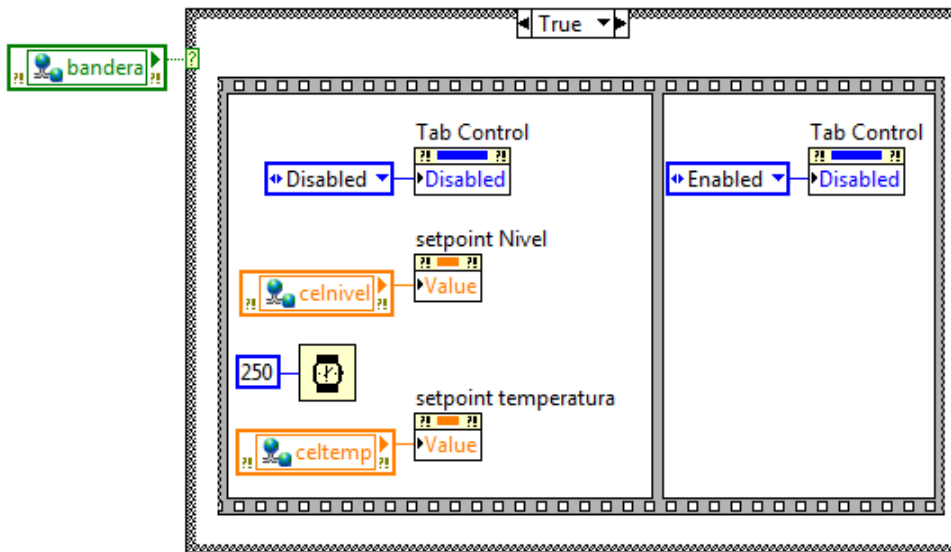 True
bandera
?
Tab Control
Disabled
Disabled
Tab Control
Enabled
Disabled
setpoint Nivel
celnivel
Value
250
setpoint temperatura
celtemp
Value